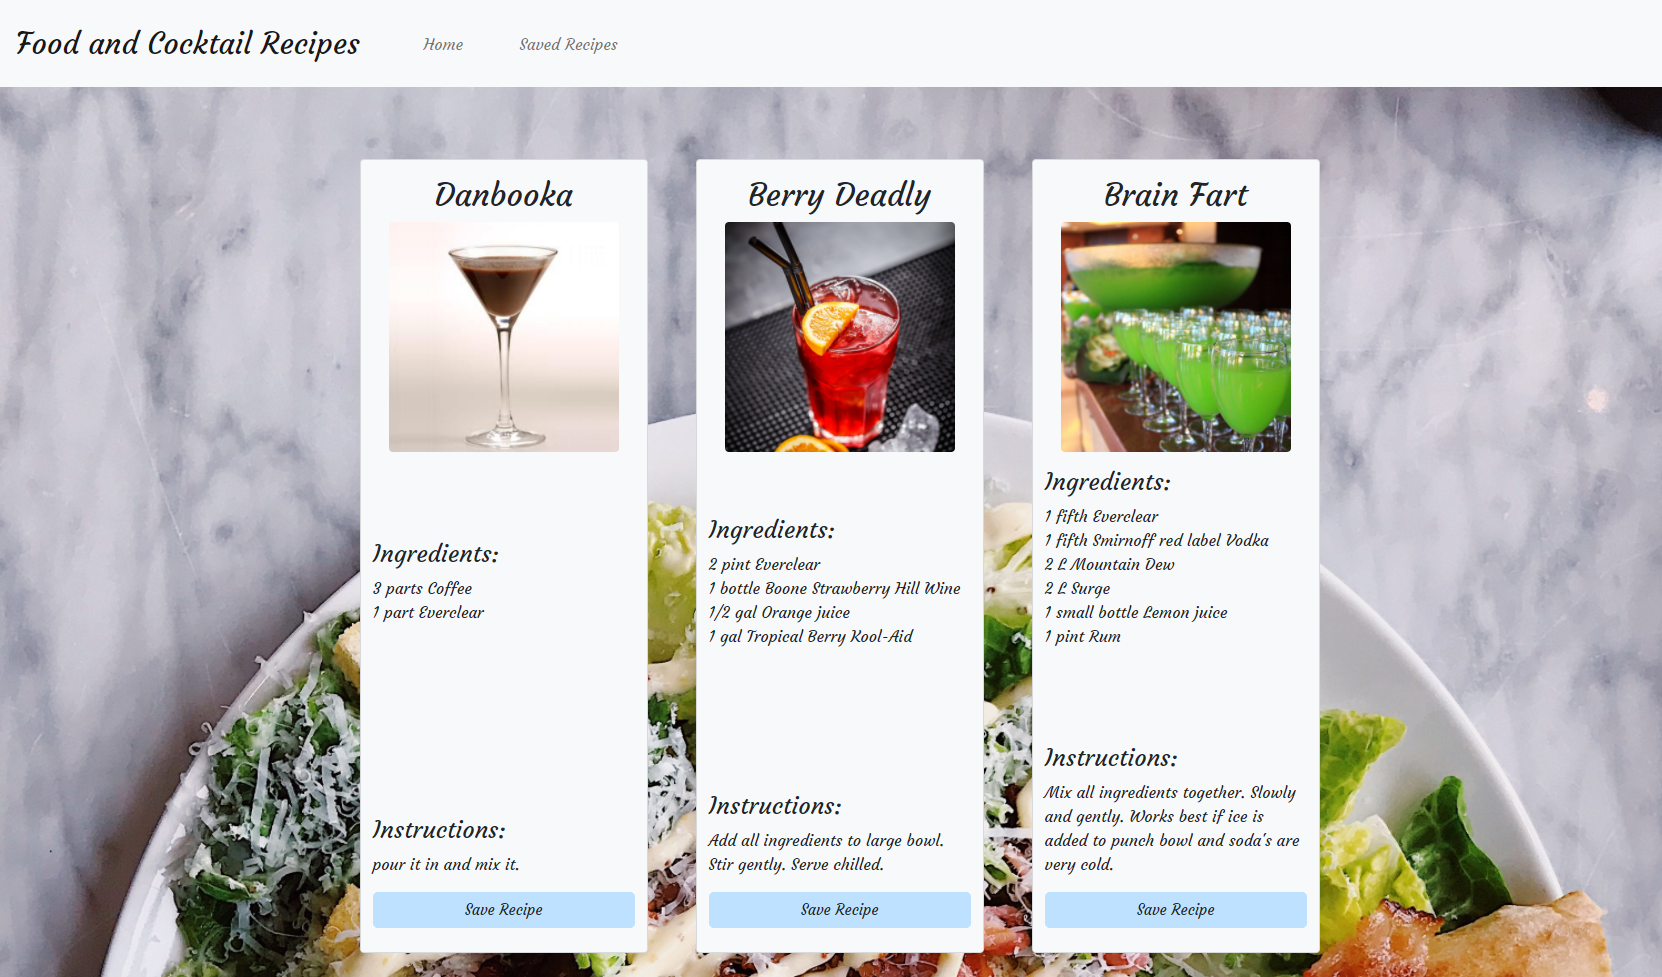 Food and Cocktail Recipes
Home
Saved Recipes
Danbooka
Ingredients:
3 parts Coffee
1 part Everclear
Instructions:
pour it in and mix it.
Save Recipe
Berry Deadly
Ingredients:
2 pint Everclear
1 bottle Boone Strawberry Hill Wine
1/2 gal Orange juice
1 gal Tropical Berry Kool-Aid
Instructions:
Add all ingredients to large bowl.
Stir gently. Serve chilled.
Save Recipe
Brain Fart
Ingredients:
1 fifth Everclear
1 fifth Smirnoff red label Vodka
2 L Mountain Dew
2 L Surge
1 small bottle Lemon juice
1 pint Rum
Instructions:
Mix all ingredients together. Slowly
and gently. Works best if ice is
added to punch bowl and soda's are
very cold.
Save Recipe